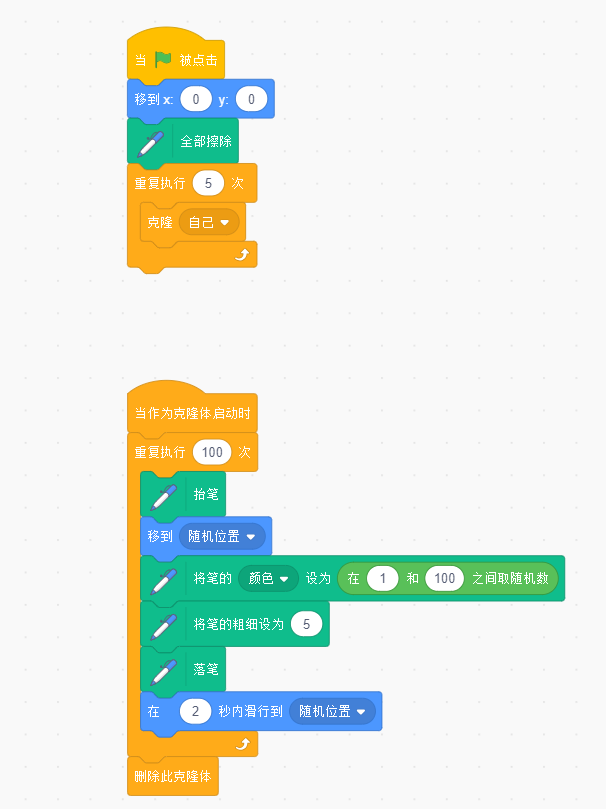 当 被点击
移到 x: 0 y: 0
全部擦除
重复执行 5 次
克隆 自己
当作为克隆体启动时
重复执行 100 次
抬笔
移到 随机位置
将笔的 颜色 设为 在 1 和 100 之间取随机数
将笔的粗细设为 5
落笔
在 2 秒内滑行到 随机位置
删除此克隆体